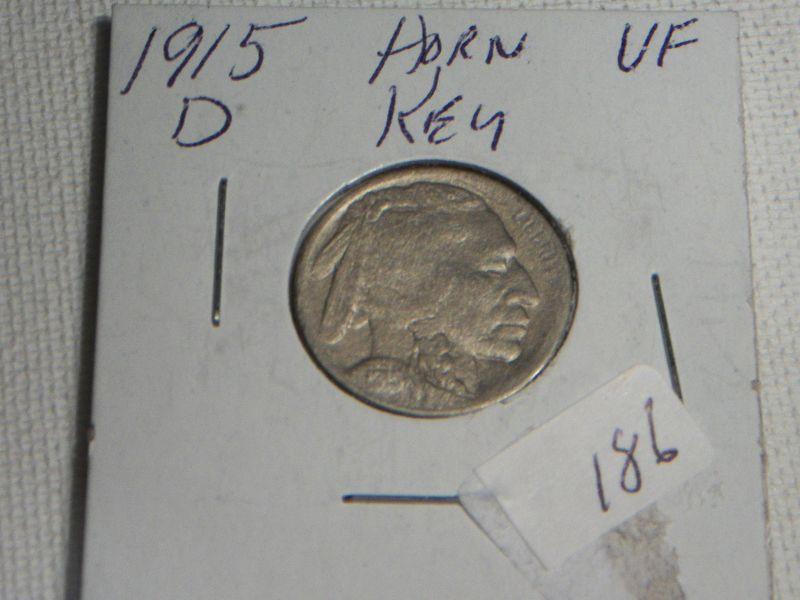 1915 HORN VF
D KEY
LIBERTY
186